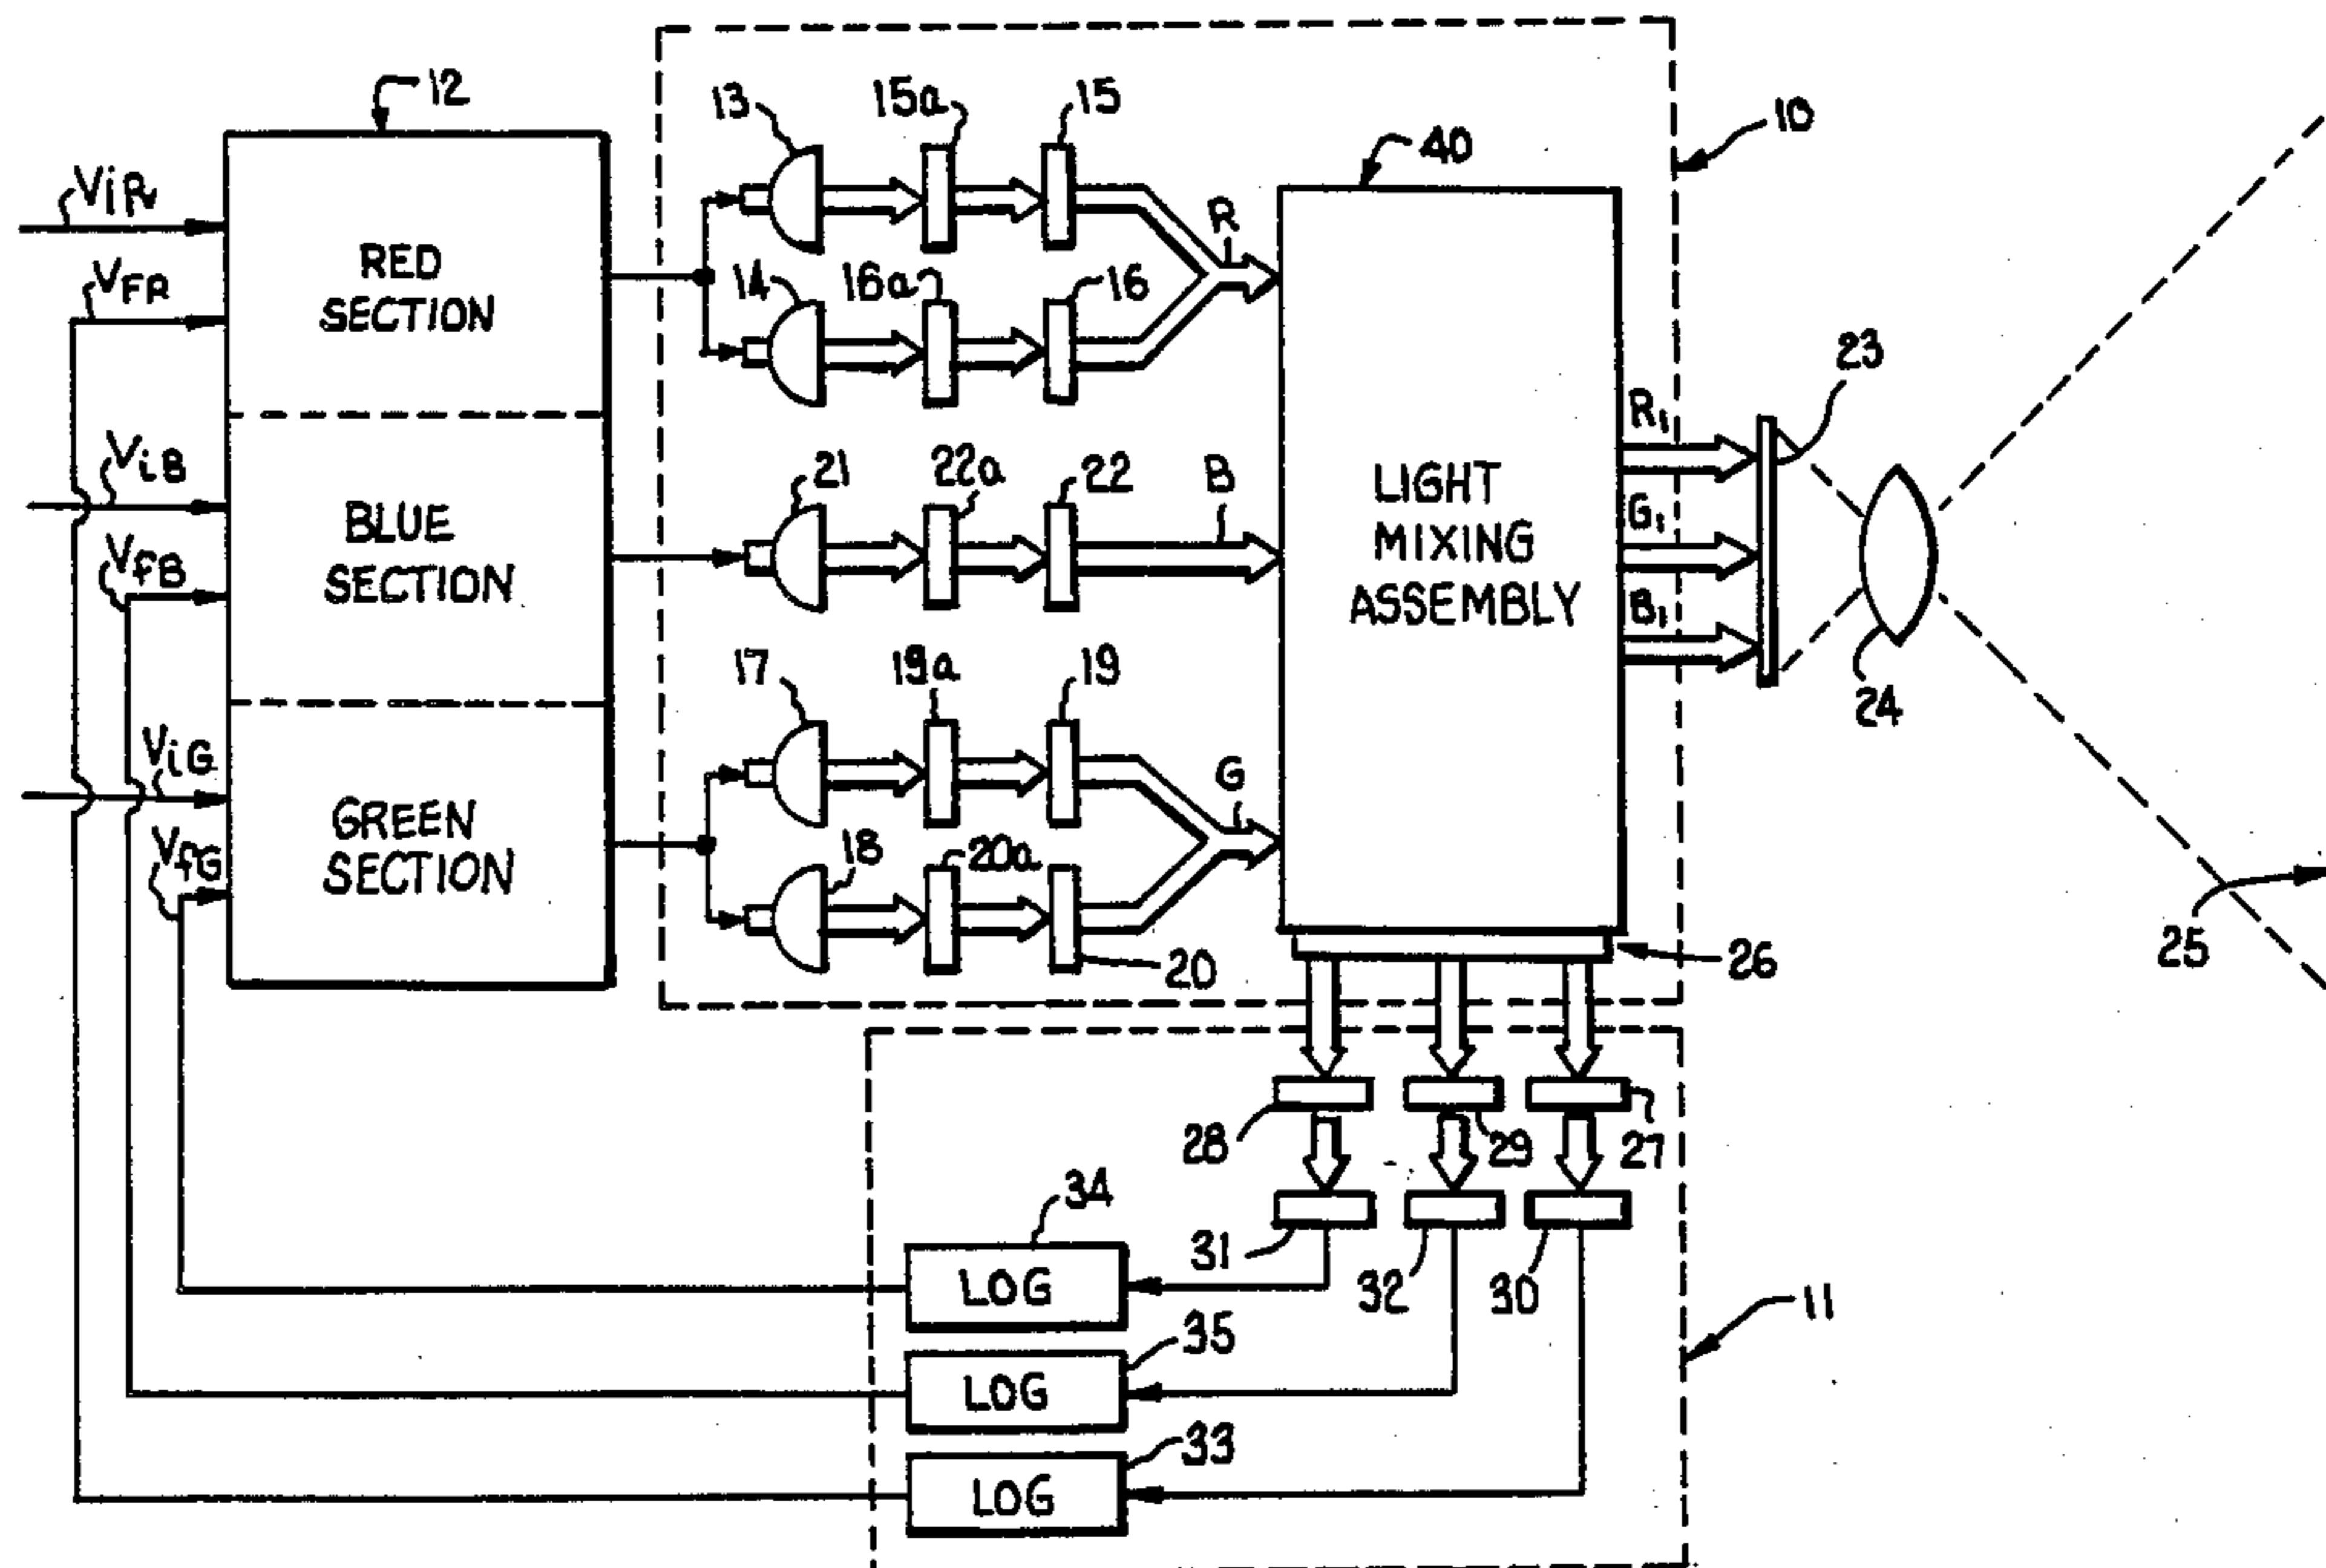 12
13
15a
15
10
40
ViR
VFR
RED
SECTION
14
16a
16
R
23
R1
ViB
VfB
BLUE
SECTION
21
22a
22
B
LIGHT
MIXING
ASSEMBLY
G1
B1
24
17
19a
19
ViG
VfG
GREEN
SECTION
18
20a
20
G
26
25
28
29
27
34
LOG
31
32
30
11
35
LOG
33
LOG